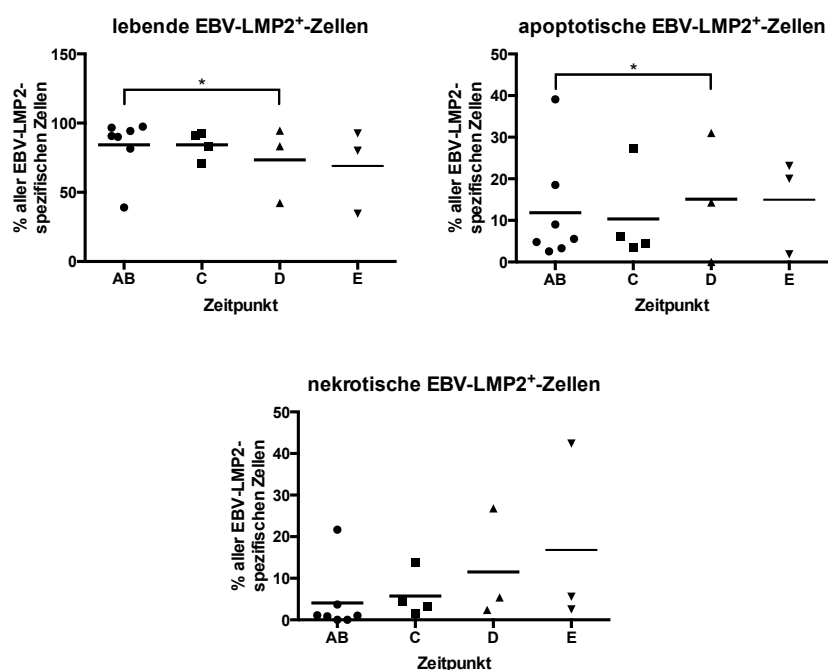 lebende EBV-LMP2⁺-Zellen
% aller EBV-LMP2-
spezifischen Zellen
150
100
50
0
*
AB C D E
Zeitpunkt
apoptotische EBV-LMP2⁺-Zellen
% aller EBV-LMP2-
spezifischen Zellen
50
40
30
20
10
0
*
AB C D E
Zeitpunkt
nekrotische EBV-LMP2⁺-Zellen
% aller EBV-LMP2-
spezifischen Zellen
50
40
30
20
10
0
AB C D E
Zeitpunkt